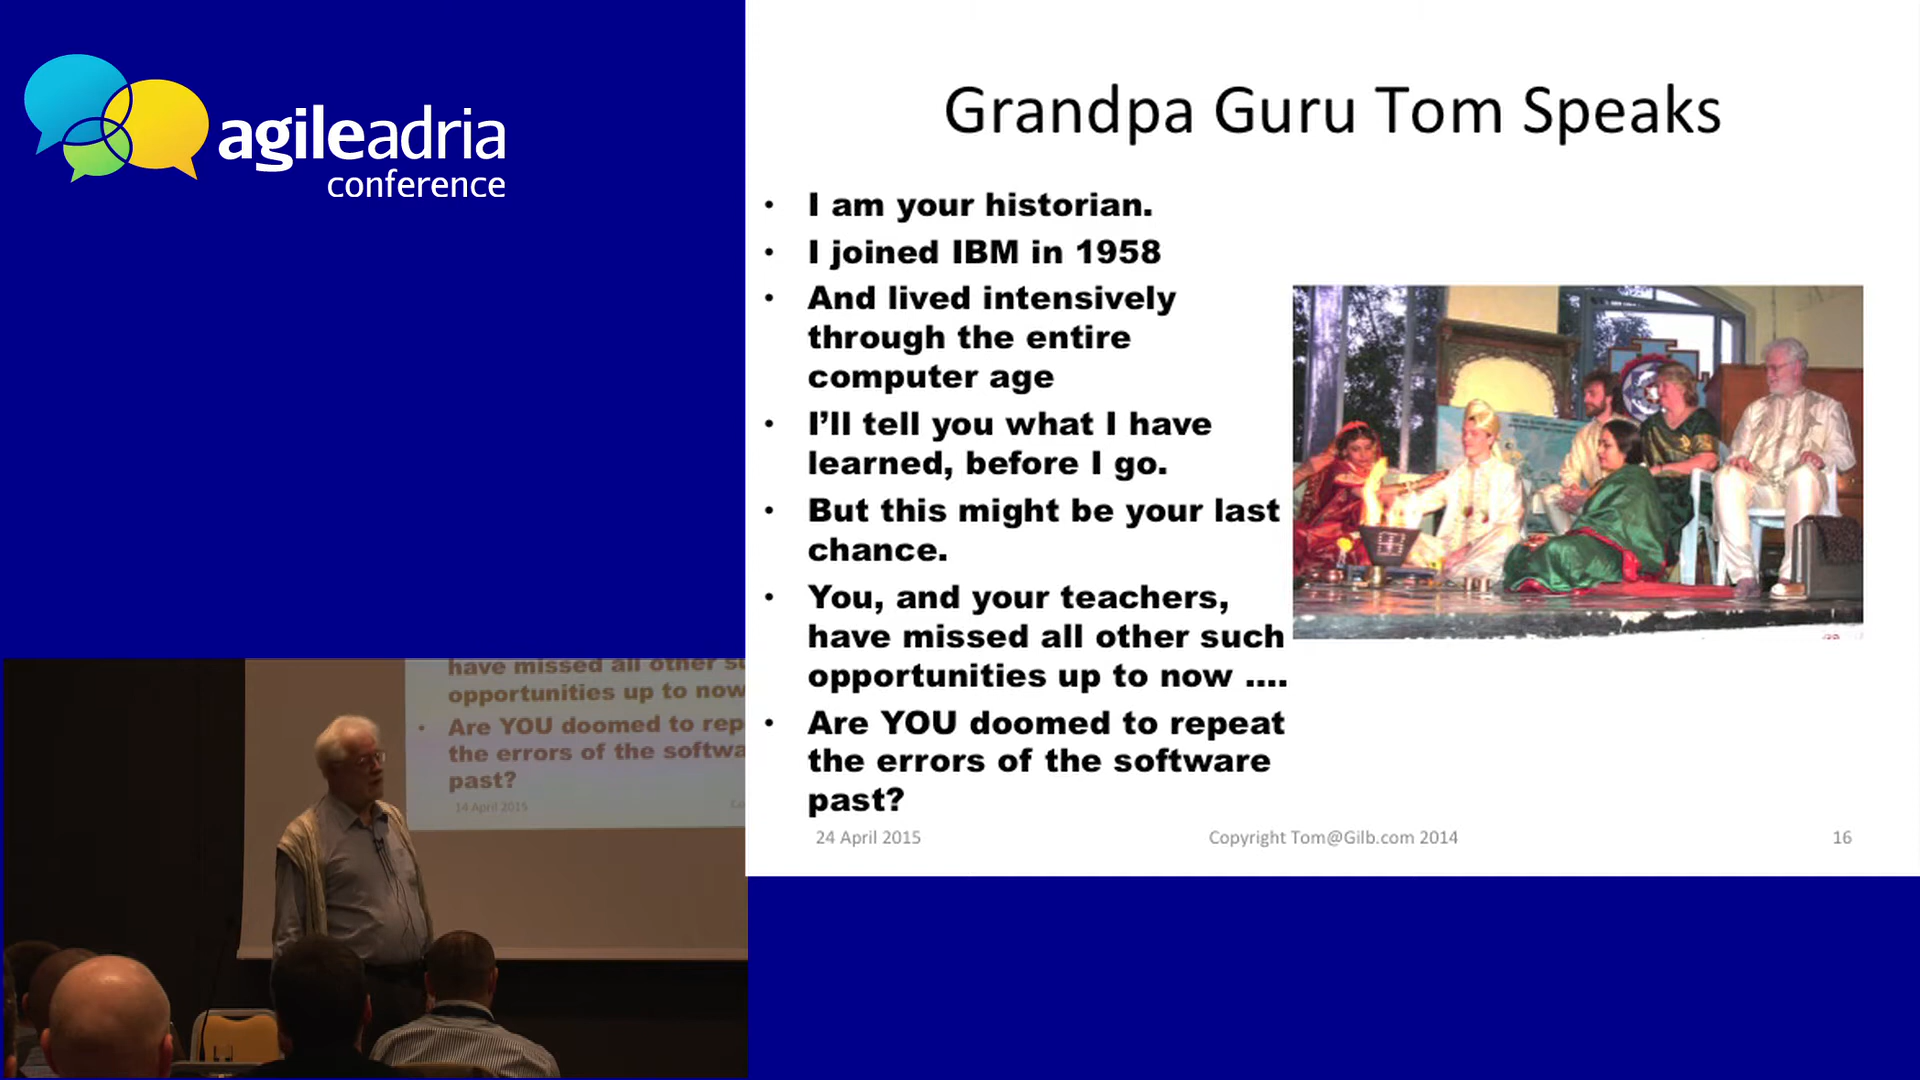 agileadria
conference
Grandpa Guru Tom Speaks
• I am your historian.
• I joined IBM in 1958
• And lived intensively
through the entire
computer age
• I’ll tell you what I have
learned, before I go.
• But this might be your last
chance.
• You, and your teachers,
have missed all other such
opportunities up to now ....
• Are YOU doomed to repeat
the errors of the software
past?
24 April 2015
Copyright Tom@Gilb.com 2014
16
have missed all other su
opportunities up to now
• Are YOU doomed to rep
the errors of the softwa
past?
14 April 2015
Co